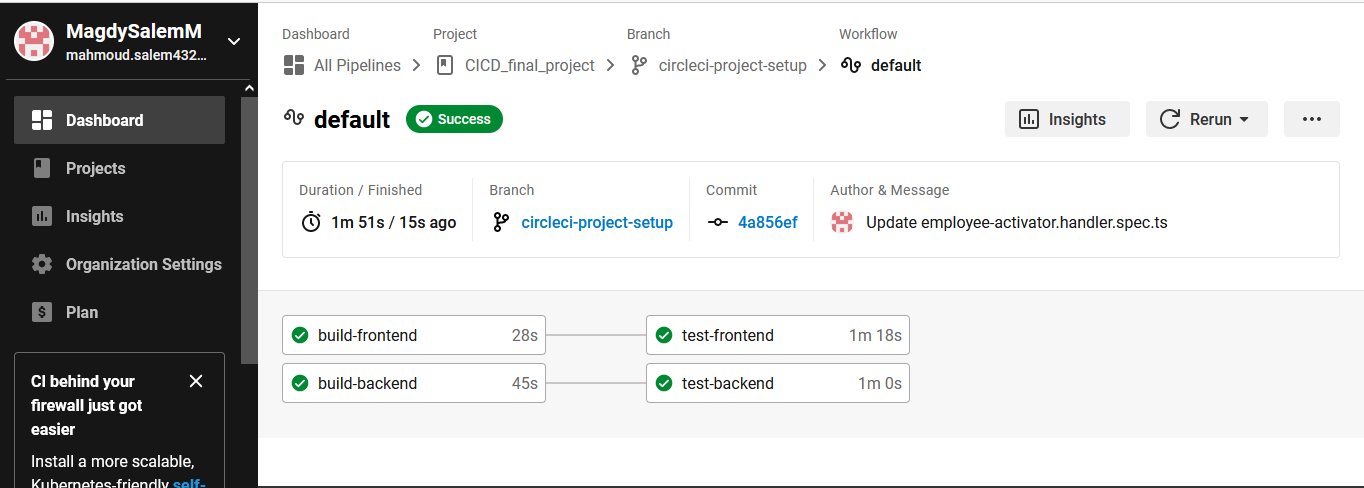 MagdySalemM
mahmoud.salem432...
Dashboard
Projects
Insights
Organization Settings
Plan
CI behind your
firewall just got
easier
Install a more scalable,
Kubernetes-friendly self-
Dashboard Project Branch Workflow
All Pipelines CICD_final_project circleci-project-setup default
default Success Insights Rerun ...
Duration / Finished Branch Commit Author & Message
1m 51s / 15s ago circleci-project-setup 4a856ef Update employee-activator.handler.spec.ts
build-frontend 28s test-frontend 1m 18s
build-backend 45s test-backend 1m 0s